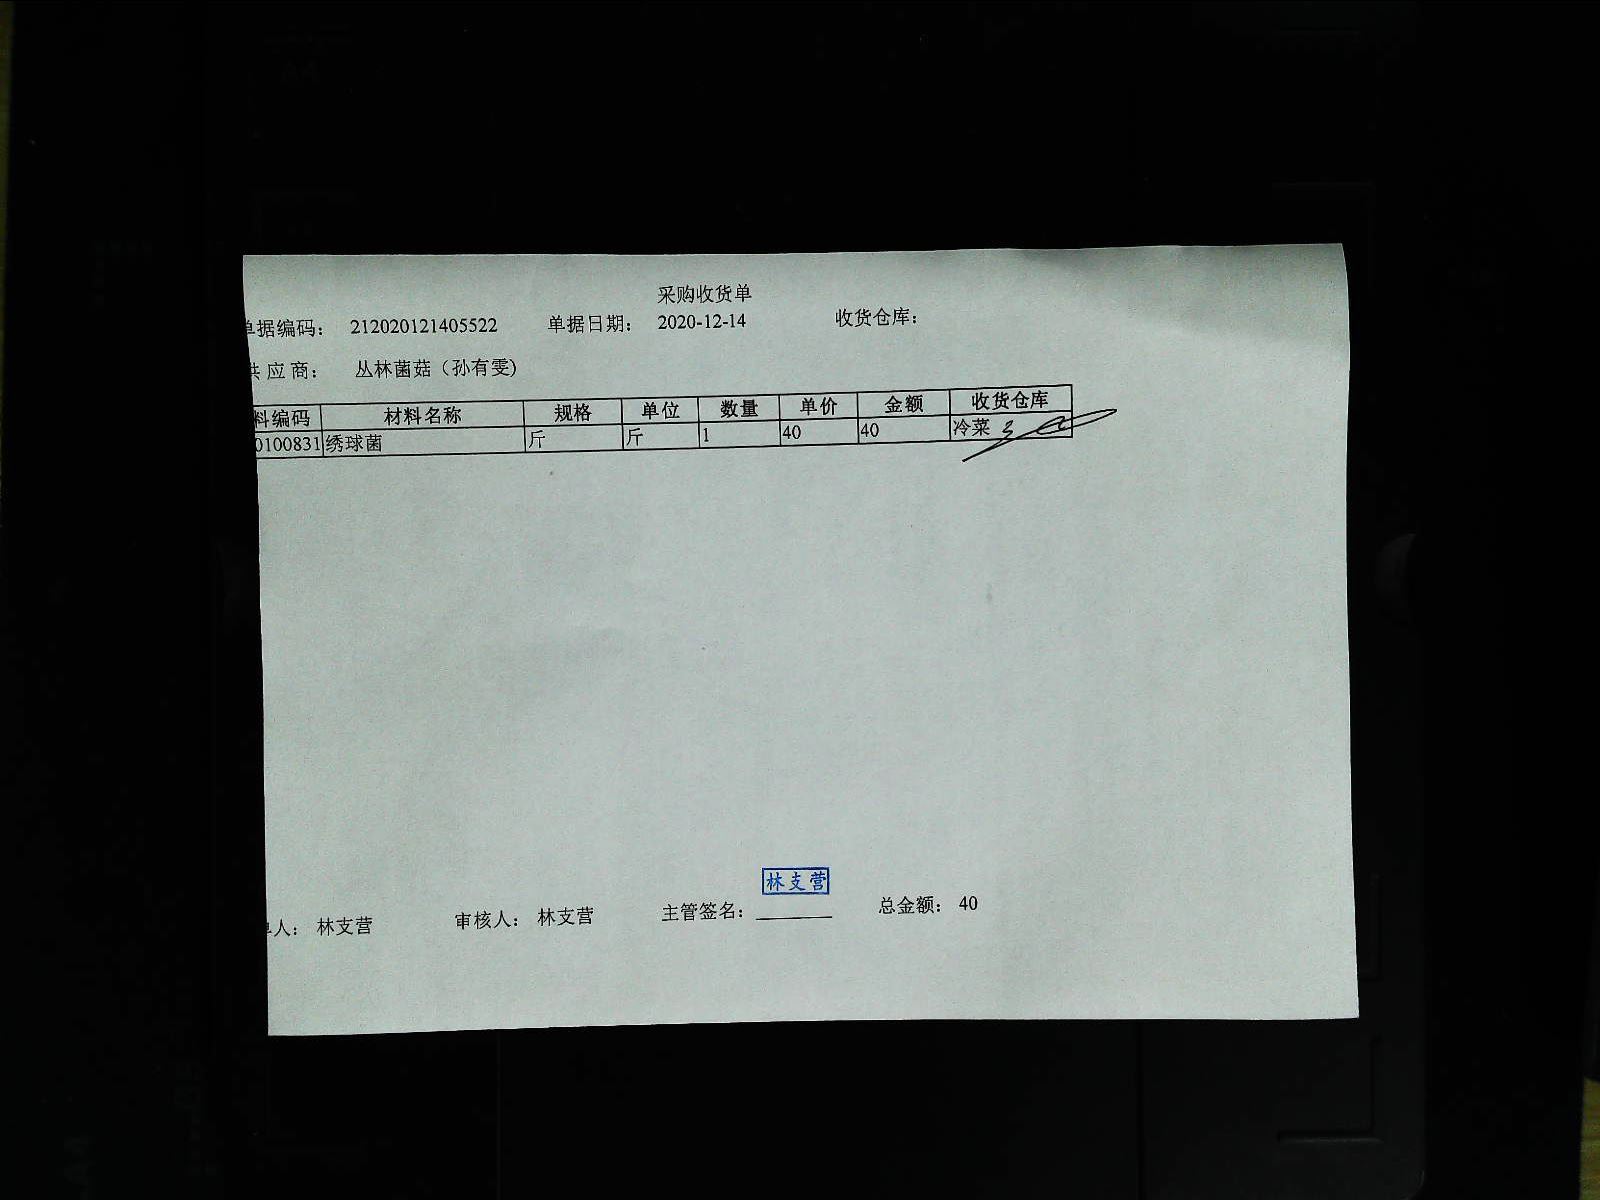 采购收货单
单据编码： 212020121405522 单据日期： 2020-12-14 收货仓库：
供 应 商： 丛林菌菇（孙有雯)
料编码 材料名称 规格 单位 数量 单价 金额 收货仓库
0100831 绣球菌 斤 斤 1 40 40 冷菜
林支营
单人： 林支营 审核人： 林支营 主管签名： 总金额： 40